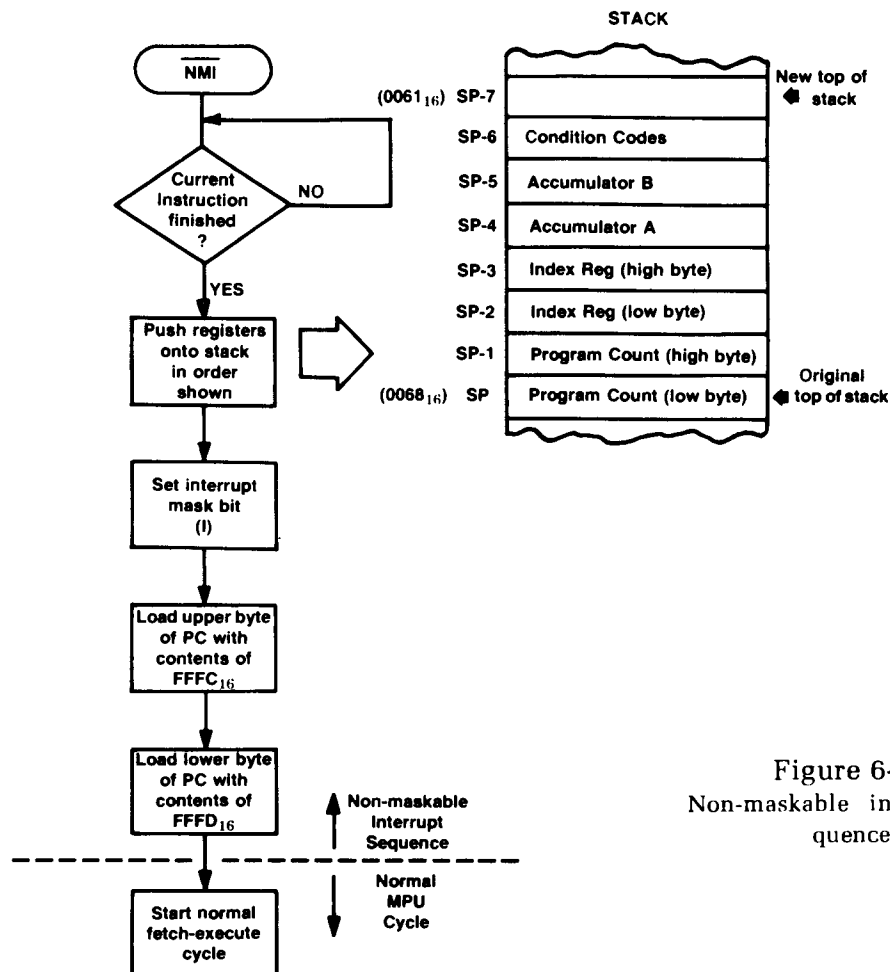 NMI
Current
Instruction
finished
?
NO
YES
Push registers
onto stack
in order
shown
Set interrupt
mask bit
(I)
Load upper byte
of PC with
contents of
FFFC16
Load lower byte
of PC with
contents of
FFFD16
Non-maskable
Interrupt
Sequence
Normal
MPU
Cycle
Start normal
fetch-execute
cycle
STACK
New top of
stack
(006116) SP-7
SP-6 Condition Codes
SP-5 Accumulator B
SP-4 Accumulator A
SP-3 Index Reg (high byte)
SP-2 Index Reg (low byte)
SP-1 Program Count (high byte)
(006816) SP Program Count (low byte)
Original
top of stack
Figure 6-
Non-maskable in
quence